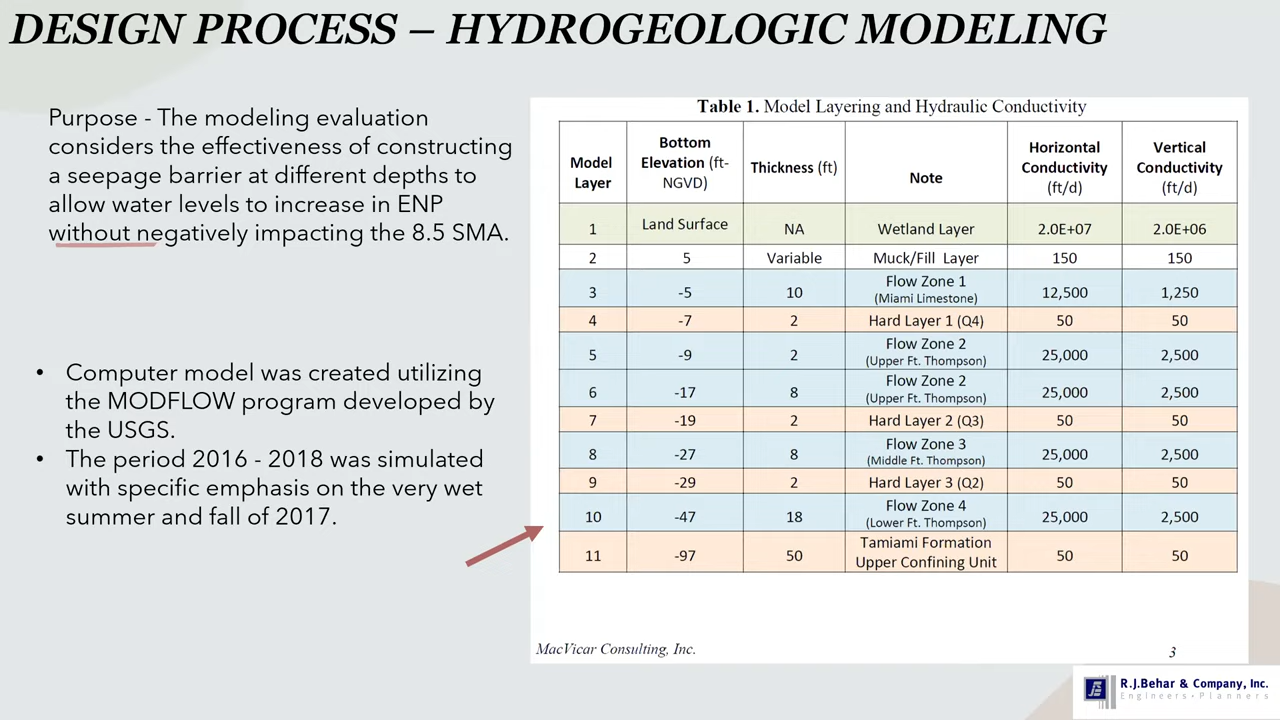 DESIGN PROCESS – HYDROGEOLOGIC MODELING
Purpose - The modeling evaluation
considers the effectiveness of constructing
a seepage barrier at different depths to
allow water levels to increase in ENP
without negatively impacting the 8.5 SMA.
• Computer model was created utilizing
the MODFLOW program developed by
the USGS.
• The period 2016 - 2018 was simulated
with specific emphasis on the very wet
summer and fall of 2017.
Table 1. Model Layering and Hydraulic Conductivity
Model Layer | Bottom Elevation (ft-NGVD) | Thickness (ft) | Note | Horizontal Conductivity (ft/d) | Vertical Conductivity (ft/d)
1 | Land Surface | NA | Wetland Layer | 2.0E+07 | 2.0E+06
2 | 5 | Variable | Muck/Fill Layer | 150 | 150
3 | -5 | 10 | Flow Zone 1 (Miami Limestone) | 12,500 | 1,250
4 | -7 | 2 | Hard Layer 1 (Q4) | 50 | 50
5 | -9 | 2 | Flow Zone 2 (Upper Ft. Thompson) | 25,000 | 2,500
6 | -17 | 8 | Flow Zone 2 (Upper Ft. Thompson) | 25,000 | 2,500
7 | -19 | 2 | Hard Layer 2 (Q3) | 50 | 50
8 | -27 | 8 | Flow Zone 3 (Middle Ft. Thompson) | 25,000 | 2,500
9 | -29 | 2 | Hard Layer 3 (Q2) | 50 | 50
10 | -47 | 18 | Flow Zone 4 (Lower Ft. Thompson) | 25,000 | 2,500
11 | -97 | 50 | Tamiami Formation Upper Confining Unit | 50 | 50
MacVicar Consulting, Inc.
3
R.J.Behar & Company, Inc.
Engineers • Planners